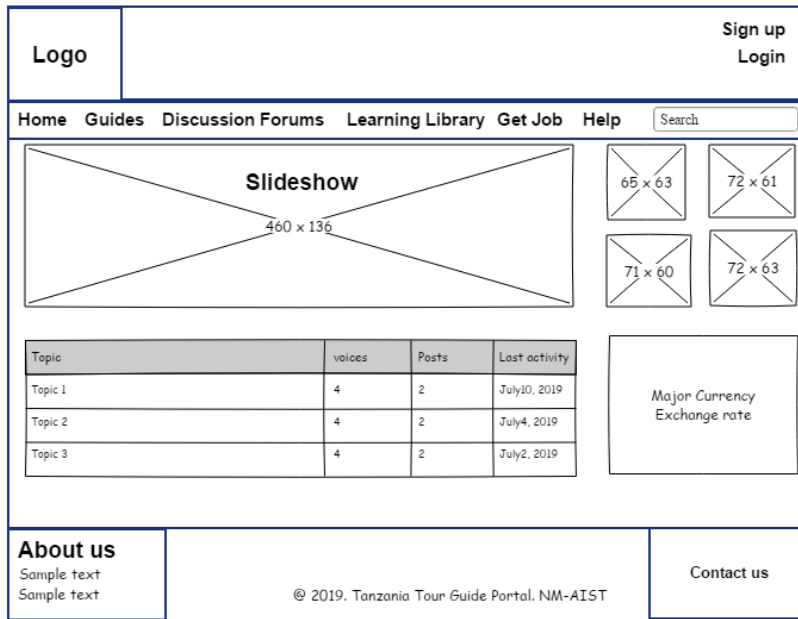 Logo
Sign up
Login
Home Guides Discussion Forums Learning Library Get Job Help Search
Slideshow
460 x 136
65 x 63 72 x 61
71 x 60 72 x 63
Topic voices Posts Last activity
Topic 1 4 2 July10, 2019
Topic 2 4 2 July4, 2019
Topic 3 4 2 July2, 2019
Major Currency
Exchange rate
About us
Sample text
Sample text
@ 2019. Tanzania Tour Guide Portal. NM-AIST
Contact us